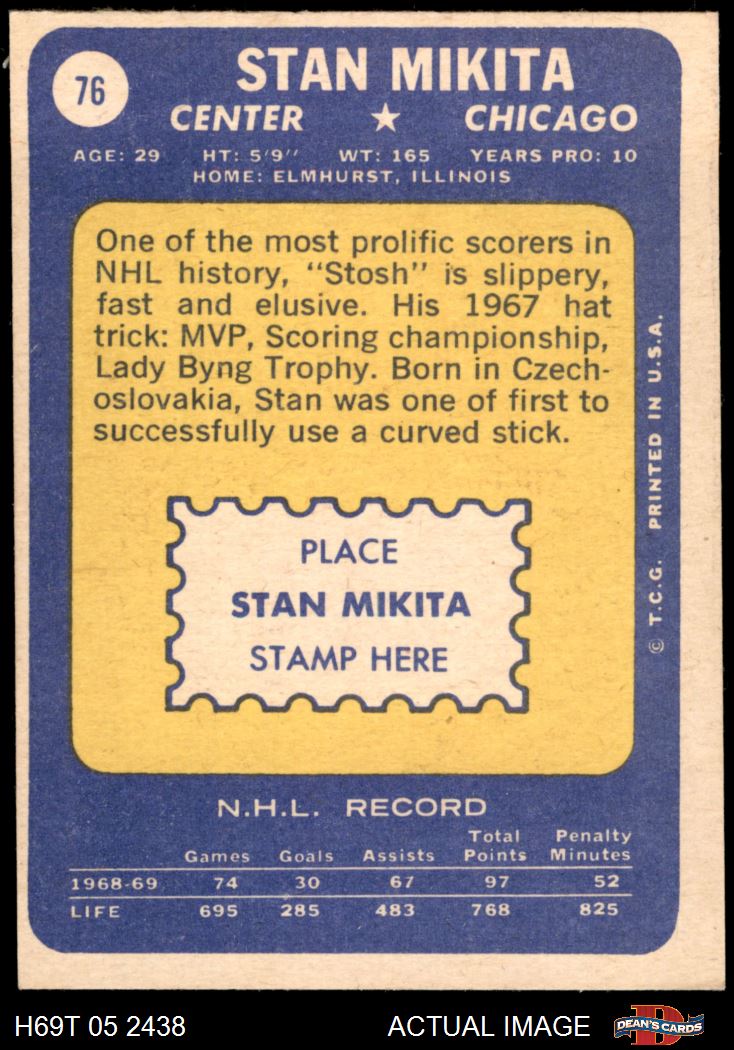 76
STAN MIKITA
CENTER ★ CHICAGO
AGE: 29 HT: 5'9" WT: 165 YEARS PRO: 10
HOME: ELMHURST, ILLINOIS
One of the most prolific scorers in
NHL history, "Stosh" is slippery,
fast and elusive. His 1967 hat
trick: MVP, Scoring championship,
Lady Byng Trophy. Born in Czech-
oslovakia, Stan was one of first to
successfully use a curved stick.
PLACE
STAN MIKITA
STAMP HERE
© T.C.G. PRINTED IN U.S.A.
N.H.L. RECORD
Games Goals Assists Total Points Penalty Minutes
1968-69 74 30 67 97 52
LIFE 695 285 483 768 825
H69T 05 2438 ACTUAL IMAGE D DEAN'S CARDS